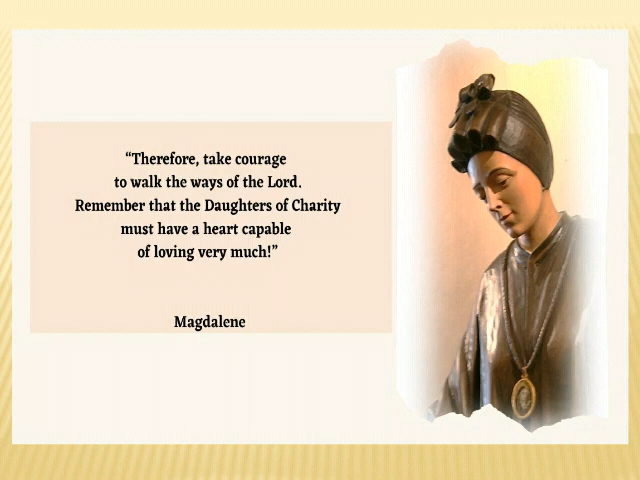 “Therefore, take courage
to walk the ways of the Lord.
Remember that the Daughters of Charity
must have a heart capable
of loving very much!”
Magdalene